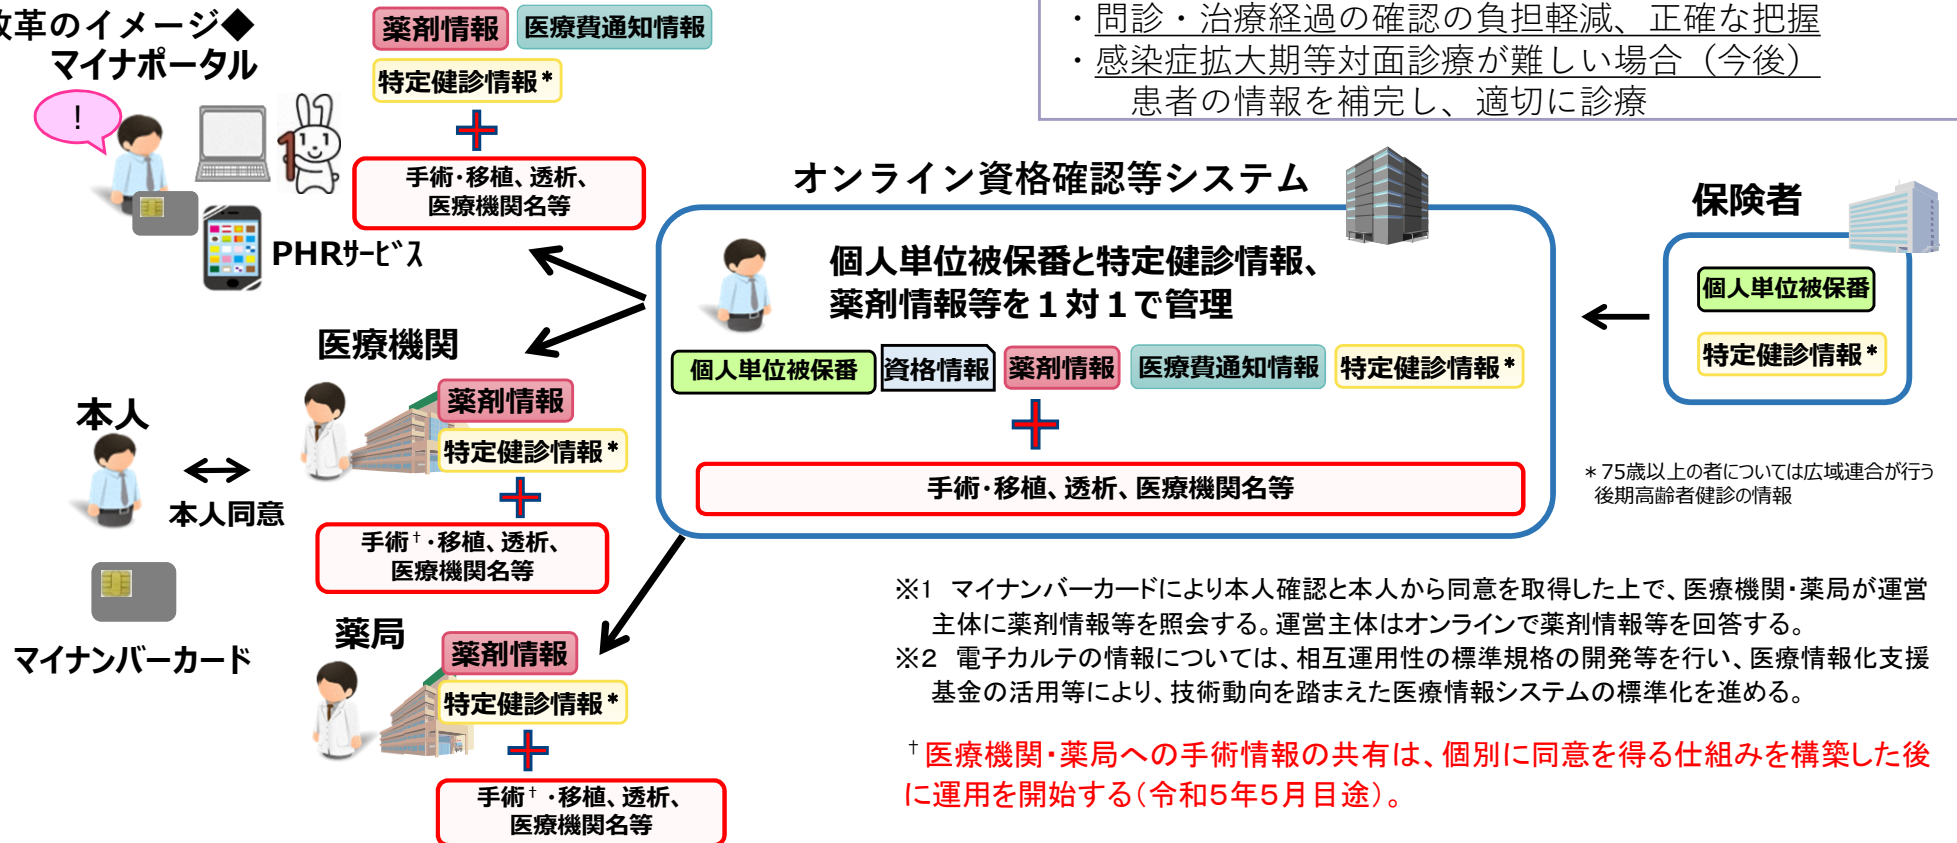 改革のイメージ◆
マイナポータル
!
薬剤情報
医療費通知情報
特定健診情報*
手術・移植、透析、
医療機関名等
PHRサービス
・問診・治療経過の確認の負担軽減、正確な把握
・感染症拡大期等対面診療が難しい場合（今後）
患者の情報を補完し、適切に診療
オンライン資格確認等システム
個人単位被保番と特定健診情報、
薬剤情報等を１対１で管理
個人単位被保番
資格情報
薬剤情報
医療費通知情報
特定健診情報*
手術・移植、透析、医療機関名等
保険者
個人単位被保番
特定健診情報*
＊75歳以上の者については広域連合が行う
後期高齢者健診の情報
医療機関
薬剤情報
特定健診情報*
手術†・移植、透析、
医療機関名等
本人
本人同意
マイナンバーカード
薬局
薬剤情報
特定健診情報*
手術†・移植、透析、
医療機関名等
※1　マイナンバーカードにより本人確認と本人から同意を取得した上で、医療機関・薬局が運営
主体に薬剤情報等を照会する。運営主体はオンラインで薬剤情報等を回答する。
※２　電子カルテの情報については、相互運用性の標準規格の開発等を行い、医療情報化支援
基金の活用等により、技術動向を踏まえた医療情報システムの標準化を進める。
†医療機関・薬局への手術情報の共有は、個別に同意を得る仕組みを構築した後
に運用を開始する（令和５年５月目途）。